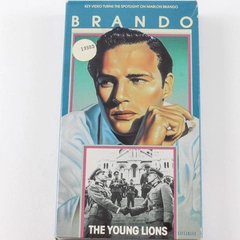 KEY VIDEO TURNS THE SPOTLIGHT ON MARLON BRANDO
BRANDO
THE YOUNG LIONS